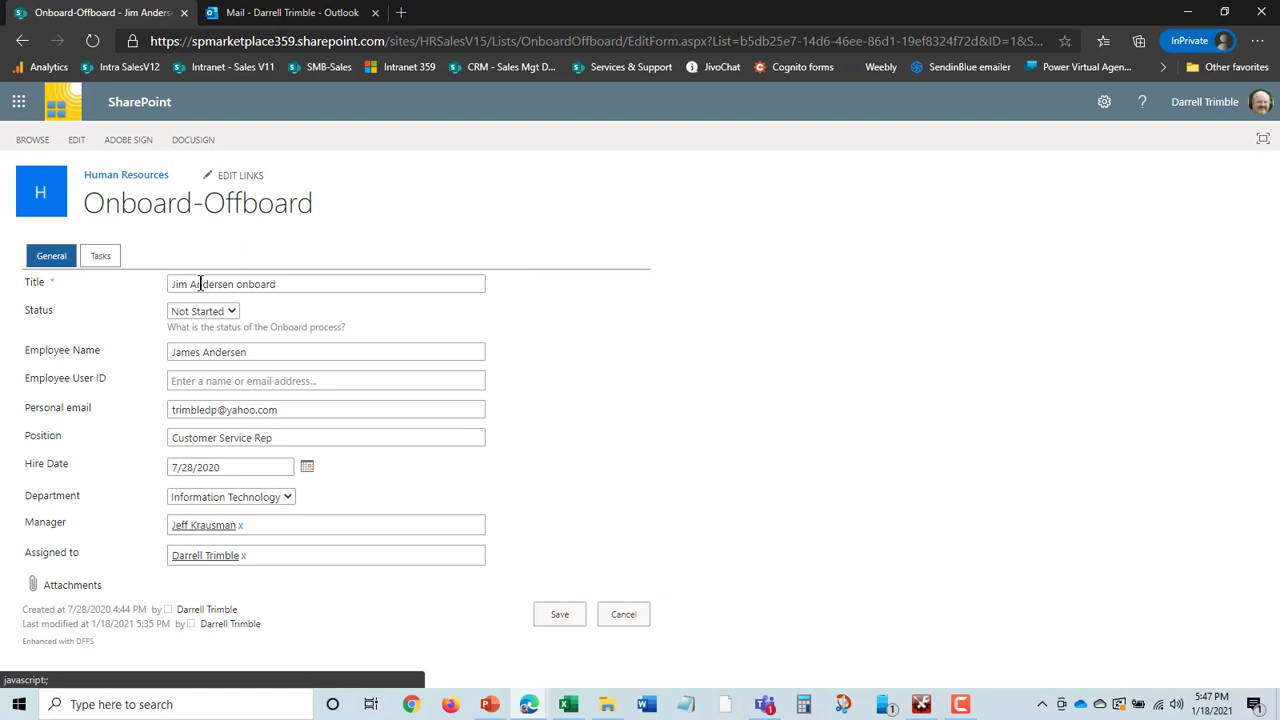 Onboard-Offboard - Jim Anders
Mail - Darrell Trimble - Outlook
https://spmarketplace359.sharepoint.com/sites/HRSalesV15/Lists/OnboardOffboard/EditForm.aspx?List=b5db25e7-14d6-46ee-86d1-19ef8324f72d&ID=1&S...
InPrivate
Analytics
Intra SalesV12
Intranet - Sales V11
SMB-Sales
Intranet 359
CRM - Sales Mgt D...
Services & Support
JivoChat
Cognito forms
Weebly
SendinBlue emailer
Power Virtual Agen...
Other favorites
SharePoint
Darrell Trimble
BROWSE EDIT ADOBE SIGN DOCUSIGN
H
Human Resources
EDIT LINKS
Onboard-Offboard
General
Tasks
Title *
Jim Andersen onboard
Status
Not Started
What is the status of the Onboard process?
Employee Name
James Andersen
Employee User ID
Enter a name or email address...
Personal email
trimbledp@yahoo.com
Position
Customer Service Rep
Hire Date
7/28/2020
Department
Information Technology
Manager
Jeff Krausman x
Assigned to
Darrell Trimble x
Attachments
Created at 7/28/2020 4:44 PM by Darrell Trimble
Last modified at 1/18/2021 5:35 PM by Darrell Trimble
Save
Cancel
Enhanced with DFFS
javascript:;
Type here to search
5:47 PM
1/18/2021